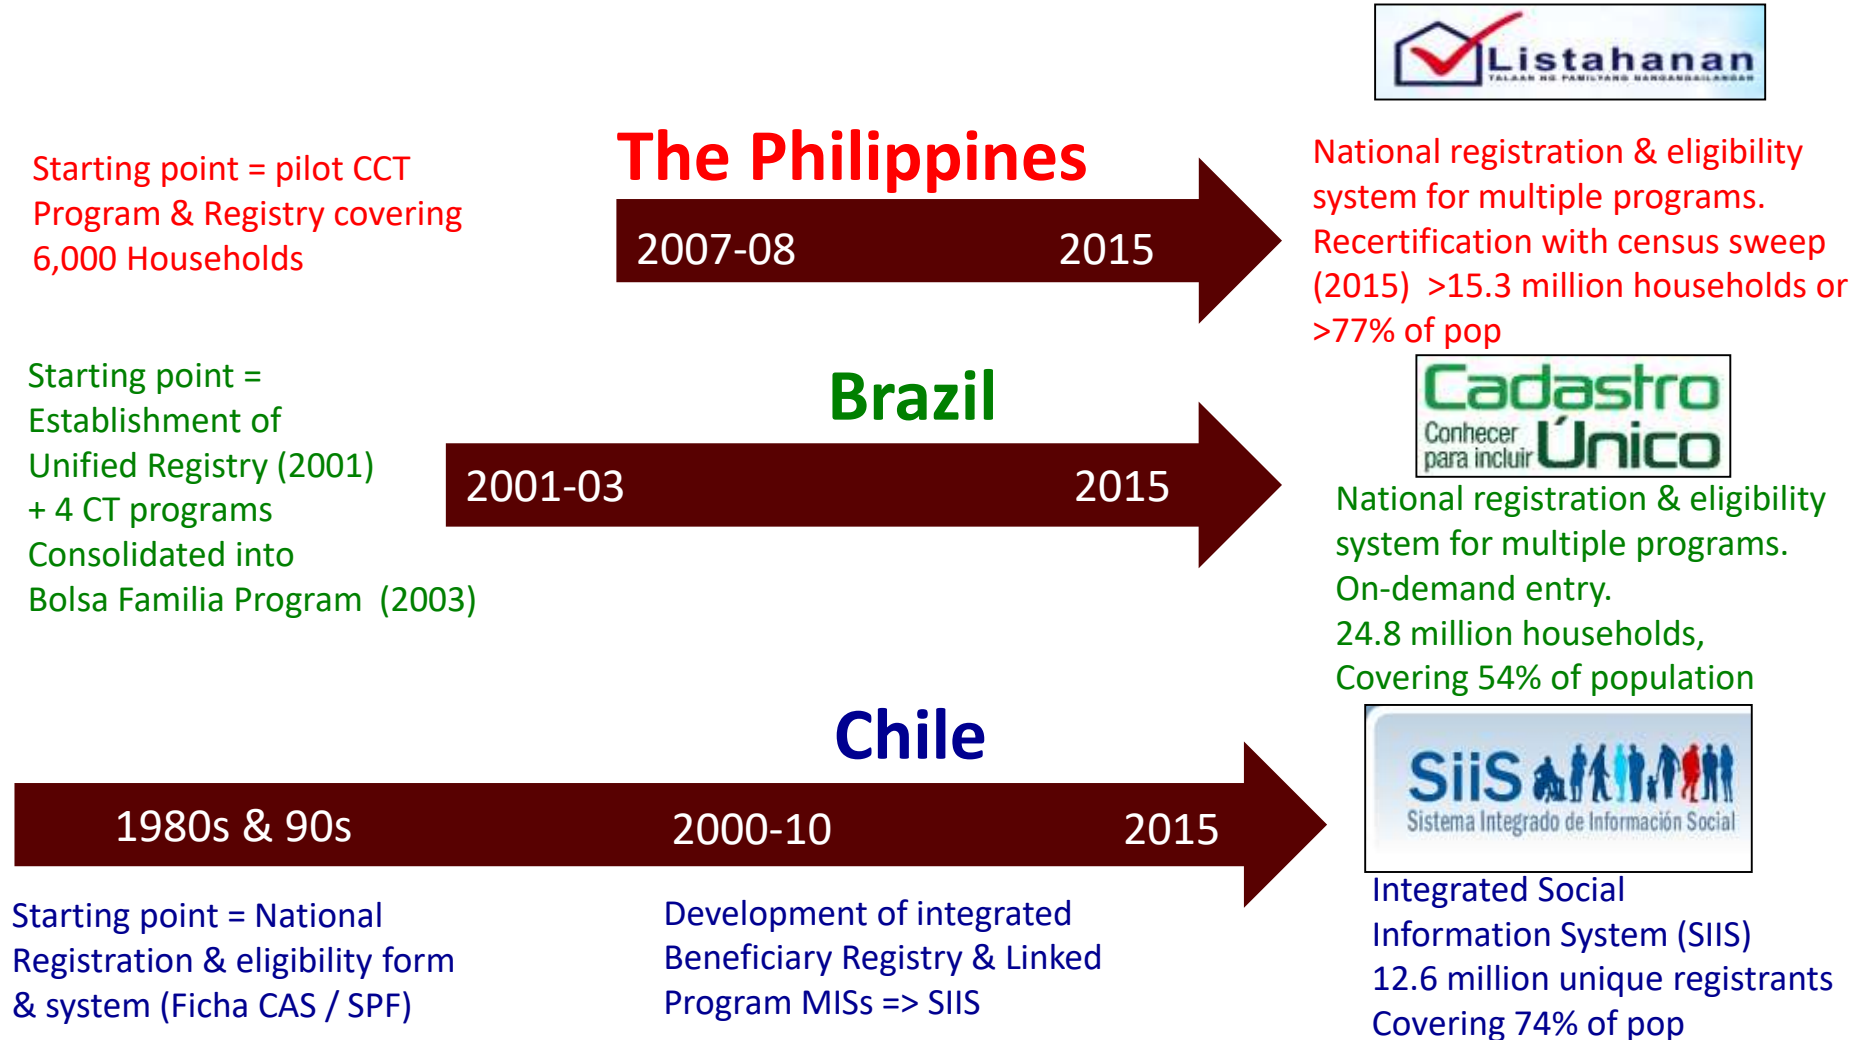 Listahanan
TALAAN NG PAMILYANG NANGANGAILANGAN
The Philippines
Starting point = pilot CCT
Program & Registry covering
6,000 Households
2007-08 2015
National registration & eligibility
system for multiple programs.
Recertification with census sweep
(2015) >15.3 million households or
>77% of pop
Brazil
Starting point =
Establishment of
Unified Registry (2001)
+ 4 CT programs
Consolidated into
Bolsa Familia Program (2003)
2001-03 2015
Cadastro
Conhecer
para incluir Único
National registration & eligibility
system for multiple programs.
On-demand entry.
24.8 million households,
Covering 54% of population
Chile
1980s & 90s 2000-10 2015
Starting point = National
Registration & eligibility form
& system (Ficha CAS / SPF)
Development of integrated
Beneficiary Registry & Linked
Program MISs => SIIS
SiiS
Sistema Integrado de Información Social
Integrated Social
Information System (SIIS)
12.6 million unique registrants
Covering 74% of pop